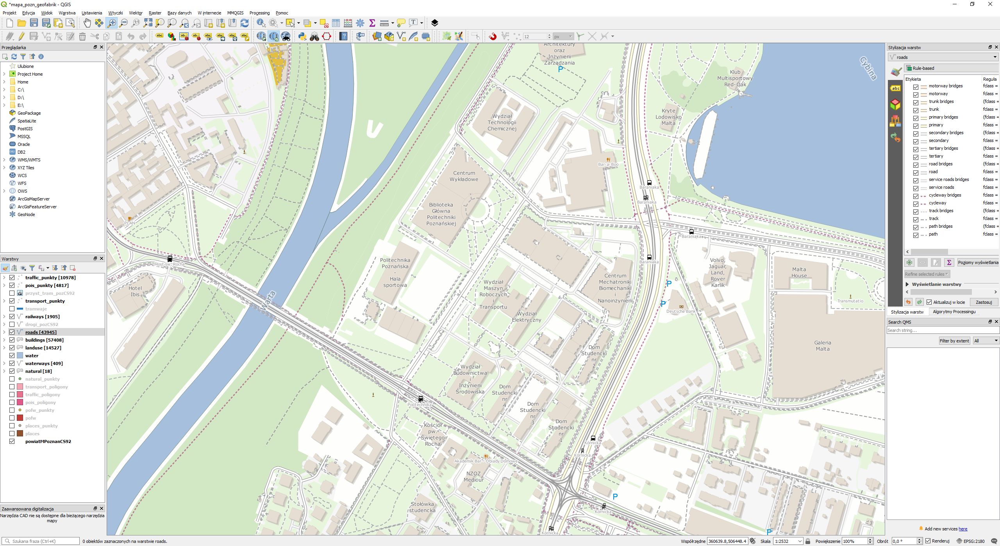 *mapa_pozn_geofabrik - QGIS
Projekt Edycja Widok Warstwa Ustawienia Wtyczki Wektor Raster Bazy danych W internecie MMQGIS Processing Pomoc
12 px
Przeglądarka
Ulubione
Project Home
Home
C:\
D:\
E:\
GeoPackage
SpatiaLite
PostGIS
MSSQL
Oracle
DB2
WMS/WMTS
XYZ Tiles
WCS
WFS
OWS
ArcGisMapServer
ArcGisFeatureServer
GeoNode
Warstwy
traffic_punkty [10978]
pois_punkty [4817]
przyst_tram_pozCS92
transport_punkty
tramwaje
railways [1905]
drogi_pozCS92
roads [43945]
buildings [57408]
landuse [14527]
water
waterways [409]
natural [18]
natural_punkty
transport_poligony
traffic_poligony
pois_poligony
pofw_punkty
pofw
places_punkty
places
powiatMPoznanCS92
Zaawansowana digitalizacja
Narzędzia CAD nie są dostępne dla bieżącego narzędzia
mapy
Architektury
oraz
Inżynierii
Zarządzania
P
Klub
Multisportowy
Red-Oak
Cybina
Wydział
Technologii
Chemicznej
Kryte
Lodowisko
Malta
Bar-a-Boo
Centrum
Wykładowe
Baraniaka
Baraniaka
Biblioteka
Główna
Politechniki
Poznańskiej
PLAN
Baraniaka
Baraniaka
Most-św.-Rocha
Politechnika
Poznańska
-
Hala
sportowa
Volvo,
Jaguar,
Land,
Rover
Karlik
Malta
House
Hotel
Ibis
Warta
Wydział
Maszyn
Roboczych
i
Transportu
Centrum
Mechatroniki
Biomechaniki
i
Nanoinżynierii
P
P
Deutsche Bank
Transmutatio
Wydział
Elektryczny
Galeria
Malta
Dom
Studencki
nr
2
Wydział
Budownictwa
i
Inżynierii
Środowiska
Dom
Studencki
nr
4
Politechnika
Dom
Studencki
nr
3
Dom
Studencki
nr
1
Kościół
pw.
Świętego
Rocha
Kórnicka
Kórnicka
Akademik Bar - Obiady Domowe
NZOZ
Medicur
Stołówka
studencka
P
Kórnicka
Kórnicka
P
Stylizacja warstw
roads
Rule-based
Etykieta Reguła
motorway bridges fclass =
motorway fclass =
trunk bridges (fclass =
trunk fclass =
primary bridges (fclass =
primary (fclass =
secondary bridges (fclass =
secondary fclass =
tertiary bridges (fclass =
tertiary fclass =
road bridges (fclass =
road fclass =
service roads bridges fclass =
service roads fclass =
cycleway bridges fclass =
cycleway fclass =
track bridges (fclass =
track fclass =
path bridges (fclass =
path fclass =
Poziomy wyświetlania
Refine selected rules
Wyświetlanie warstwy
Aktualizuj w locie Zastosuj
Stylizacja warstw Algorytmy Processingu
Search QMS
Search string...
Filter by extent All
Add new services here
Szukana fraza (Ctrl+K) 0 obiektów zaznaczonych na warstwie roads. Współrzędne 360639.8,506448.4 Skala 1:2532 Powiększenie 100% Obrót 0,0 ° Renderuj EPSG:2180